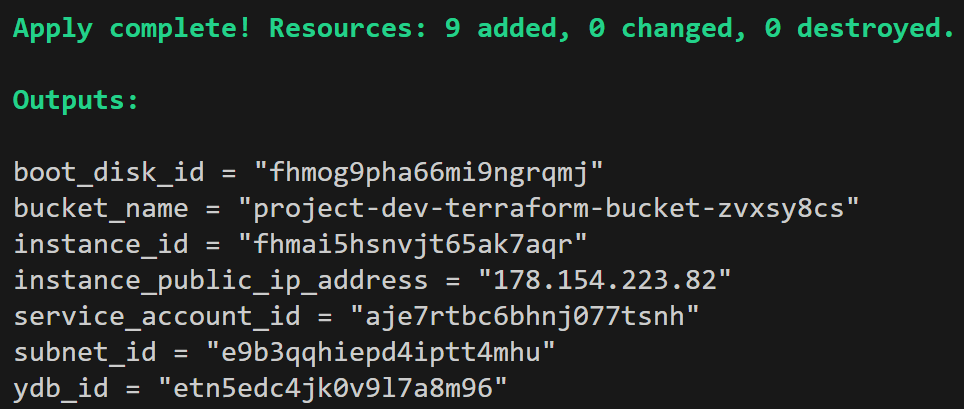 Apply complete! Resources: 9 added, 0 changed, 0 destroyed.
Outputs:
boot_disk_id = "fhmog9pha66mi9ngrqmj"
bucket_name = "project-dev-terraform-bucket-zvxsy8cs"
instance_id = "fhmai5hsnvjt65ak7aqr"
instance_public_ip_address = "178.154.223.82"
service_account_id = "aje7rtbc6bhnj077tsnh"
subnet_id = "e9b3qqhiepd4iptt4mhu"
ydb_id = "etn5edc4jk0v9l7a8m96"